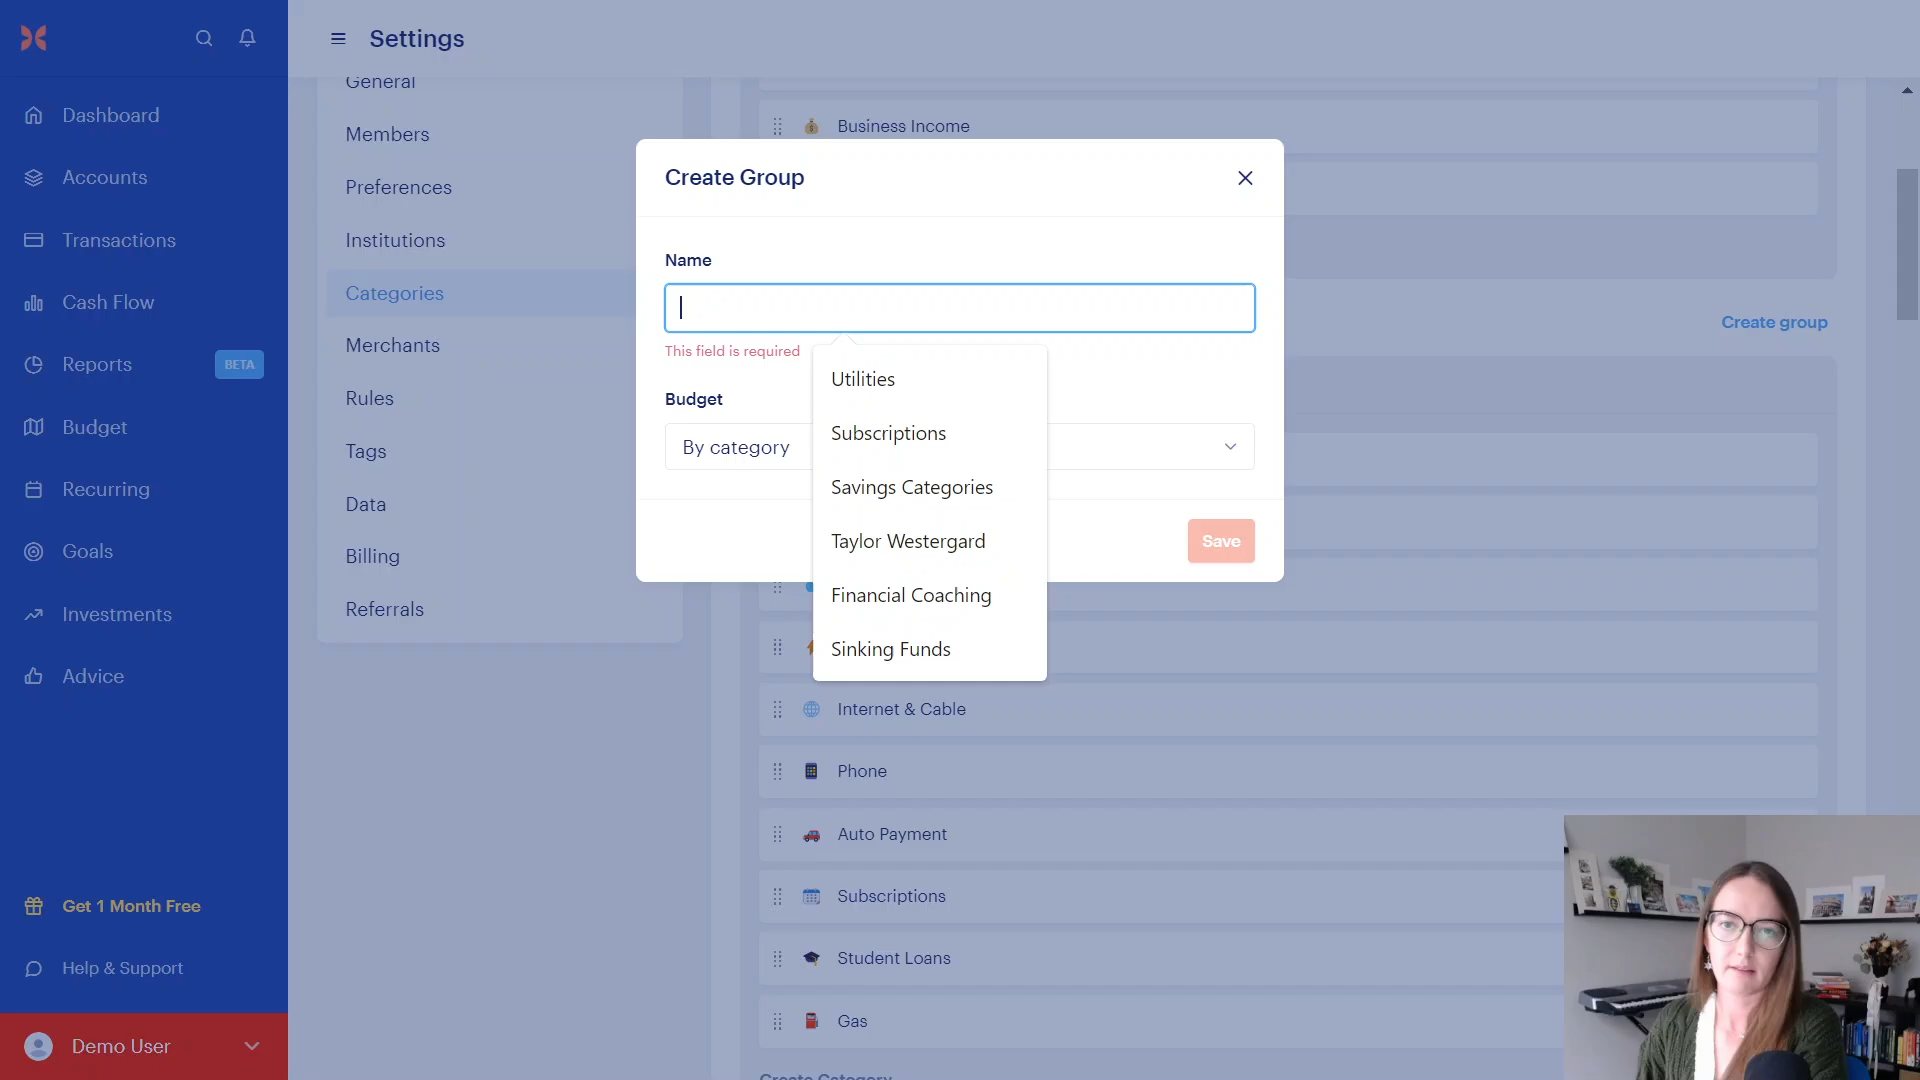 Settings
Dashboard
Accounts
Transactions
Cash Flow
Reports
BETA
Budget
Recurring
Goals
Investments
Advice
Get 1 Month Free
Help & Support
Demo User
General
Members
Preferences
Institutions
Categories
Merchants
Rules
Tags
Data
Billing
Referrals
Business Income
Create group
Create Group
Name
This field is required
Budget
By category
Save
Utilities
Subscriptions
Savings Categories
Taylor Westergard
Financial Coaching
Sinking Funds
Internet & Cable
Phone
Auto Payment
Subscriptions
Student Loans
Gas
Create Category